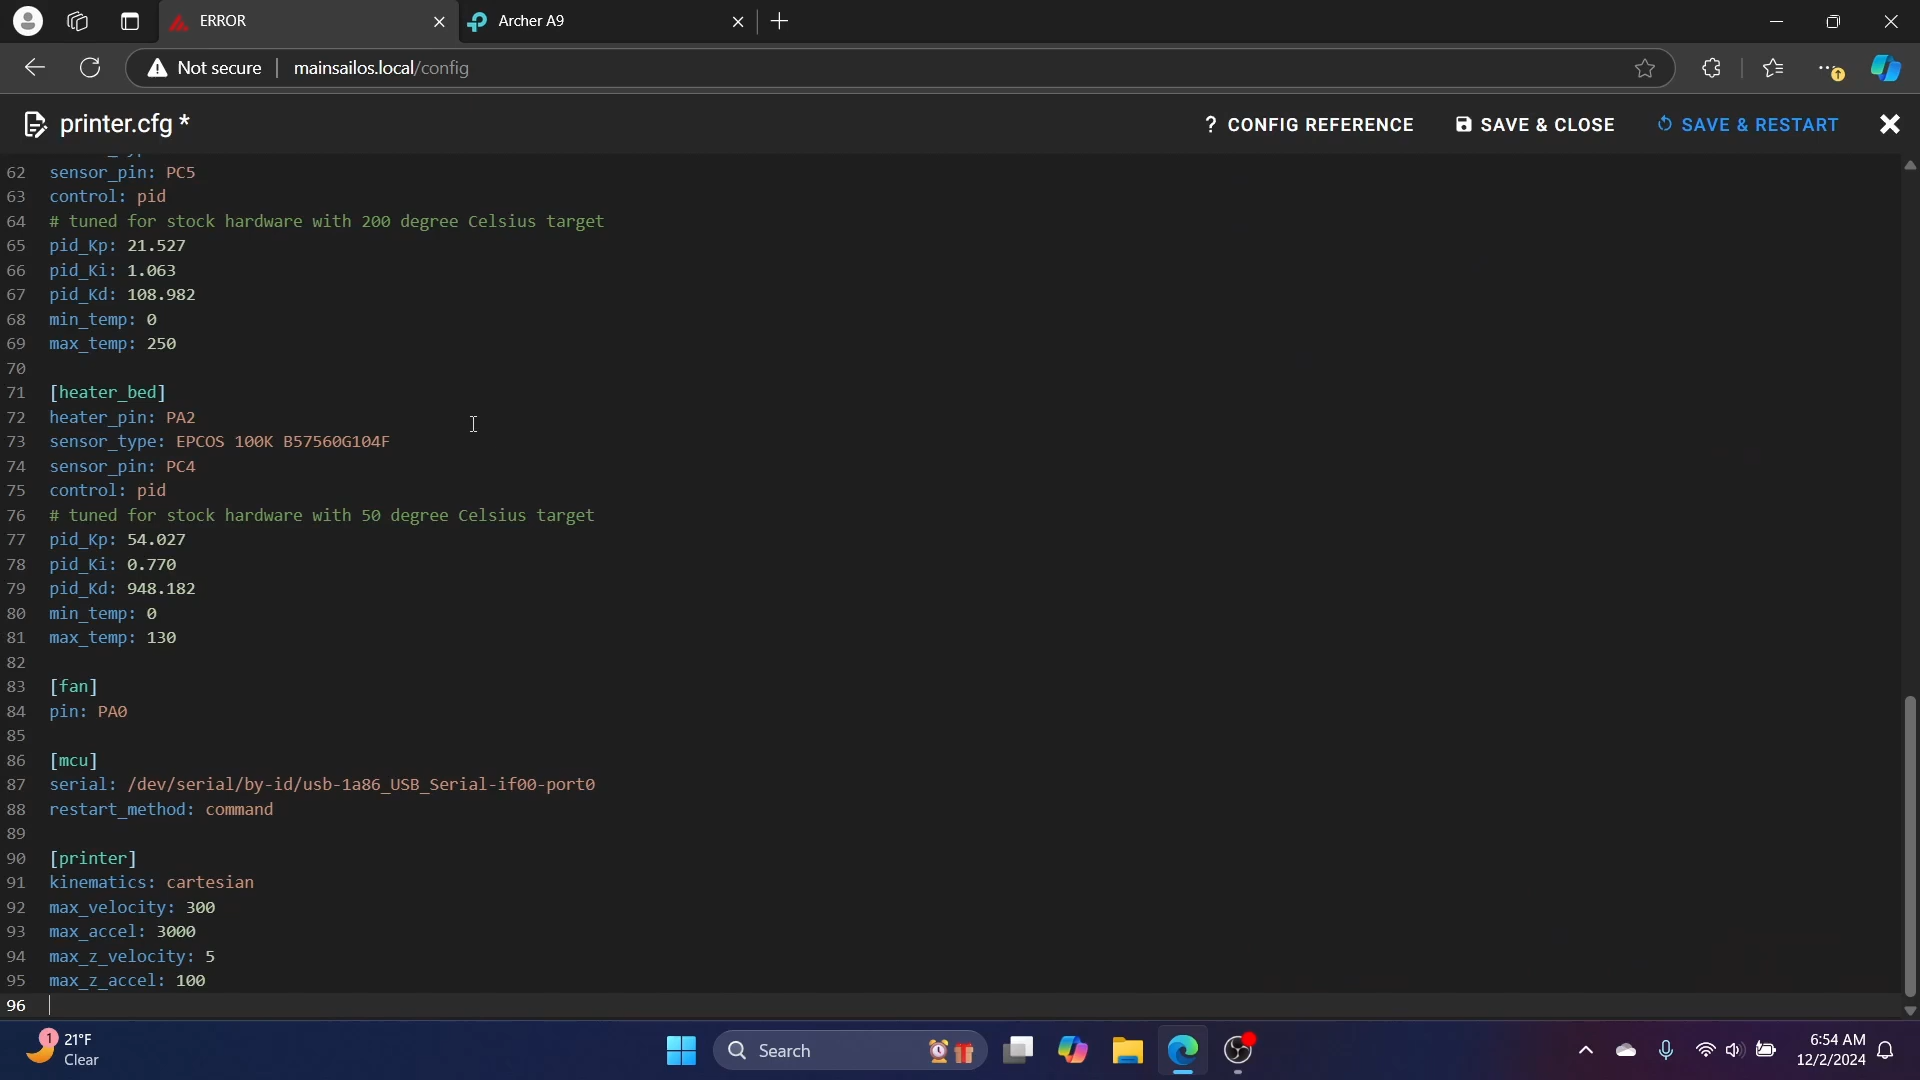 ERROR
Archer A9
Not secure
mainsailos.local/config
printer.cfg *
? CONFIG REFERENCE
SAVE & CLOSE
SAVE & RESTART
62 sensor_pin: PC5
63 control: pid
64 # tuned for stock hardware with 200 degree Celsius target
65 pid_Kp: 21.527
66 pid_Ki: 1.063
67 pid_Kd: 108.982
68 min_temp: 0
69 max_temp: 250
70
71 [heater_bed]
72 heater_pin: PA2
73 sensor_type: EPCOS 100K B57560G104F
74 sensor_pin: PC4
75 control: pid
76 # tuned for stock hardware with 50 degree Celsius target
77 pid_Kp: 54.027
78 pid_Ki: 0.770
79 pid_Kd: 948.182
80 min_temp: 0
81 max_temp: 130
82
83 [fan]
84 pin: PA0
85
86 [mcu]
87 serial: /dev/serial/by-id/usb-1a86_USB_Serial-if00-port0
88 restart_method: command
89
90 [printer]
91 kinematics: cartesian
92 max_velocity: 300
93 max_accel: 3000
94 max_z_velocity: 5
95 max_z_accel: 100
96
1
21°F
Clear
Search
6:54 AM
12/2/2024